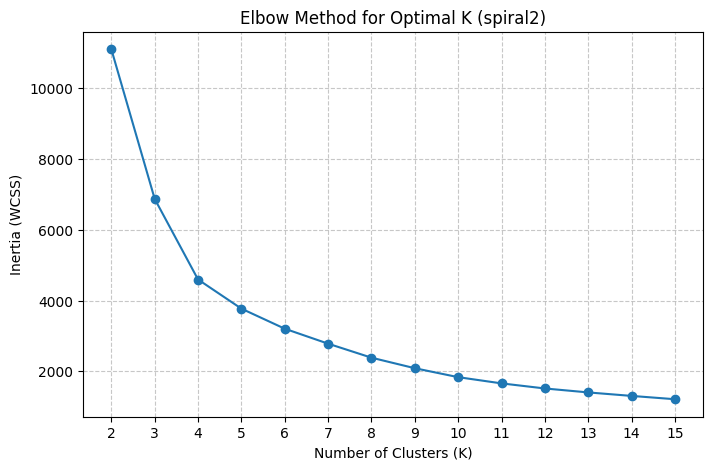 Elbow Method for Optimal K (spiral2)
10000
8000
6000
4000
2000
Inertia (WCSS)
2 3 4 5 6 7 8 9 10 11 12 13 14 15
Number of Clusters (K)